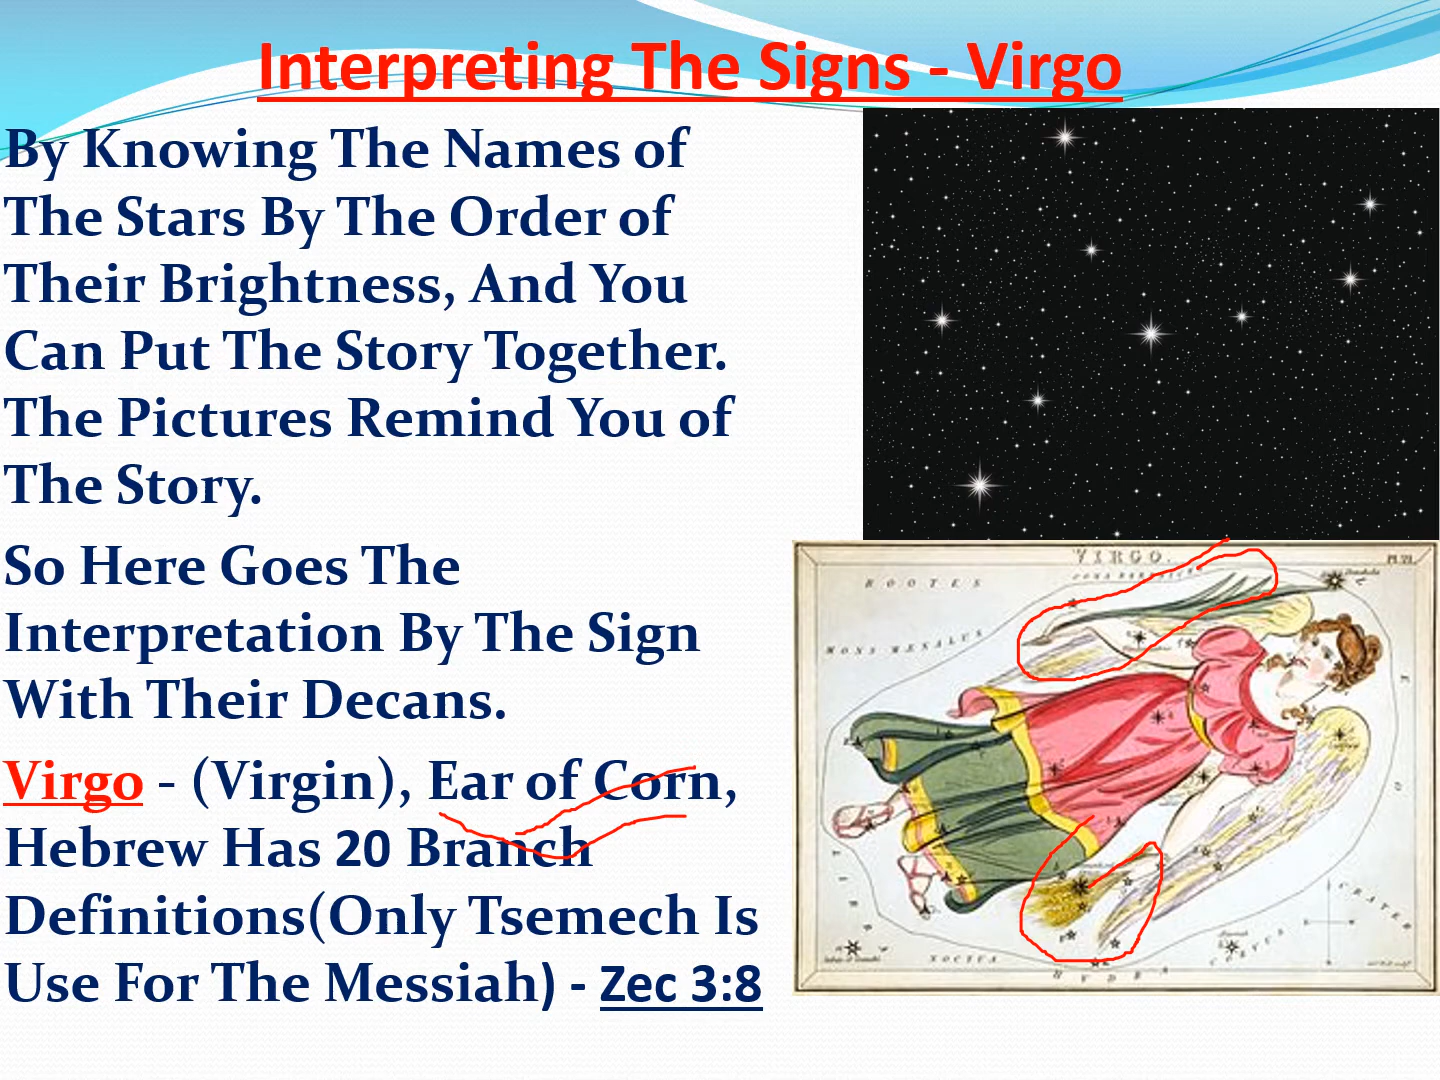 Interpreting The Signs - Virgo
By Knowing The Names of
The Stars By The Order of
Their Brightness, And You
Can Put The Story Together.
The Pictures Remind You of
The Story.
So Here Goes The
Interpretation By The Sign
With Their Decans.
Virgo - (Virgin), Ear of Corn,
Hebrew Has 20 Branch
Definitions(Only Tsemech Is
Use For The Messiah) - Zec 3:8
VIRGO.
BOOTES
MONS MENALUS
NOCTUA
HYDRA